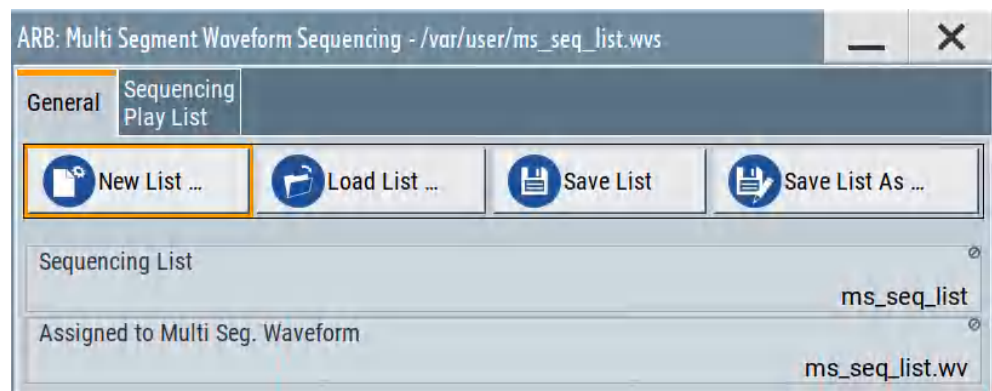 ARB: Multi Segment Waveform Sequencing - /var/user/ms_seq_list.wvs
General
Sequencing
Play List
New List ...
Load List ...
Save List
Save List As ...
Sequencing List
ms_seq_list
Assigned to Multi Seg. Waveform
ms_seq_list.wv